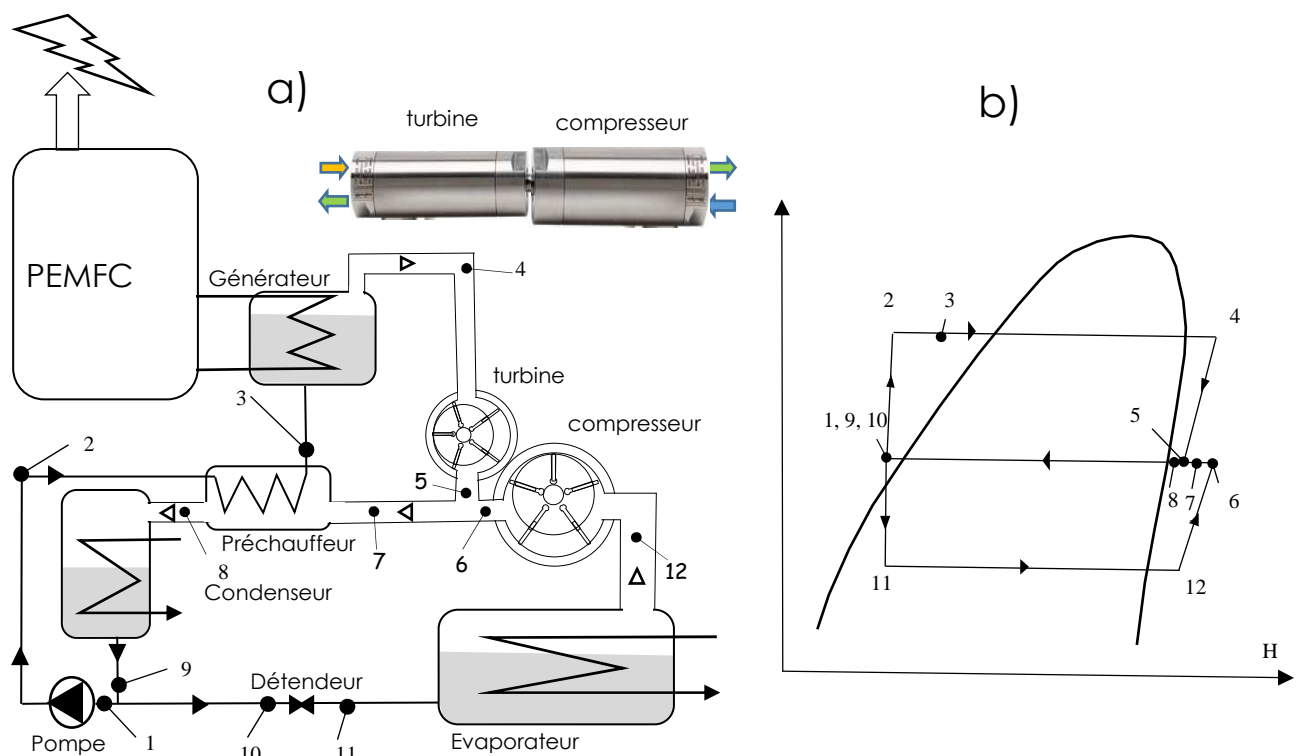 a)
b)
turbine
compresseur
PEMFC
Générateur
4
turbine
compresseur
3
2
5
6
7
12
8
Préchauffeur
Condenseur
9
Détendeur
Pompe
1
10
11
Evaporateur
2
3
4
1, 9, 10
5
8
7
6
11
12
H